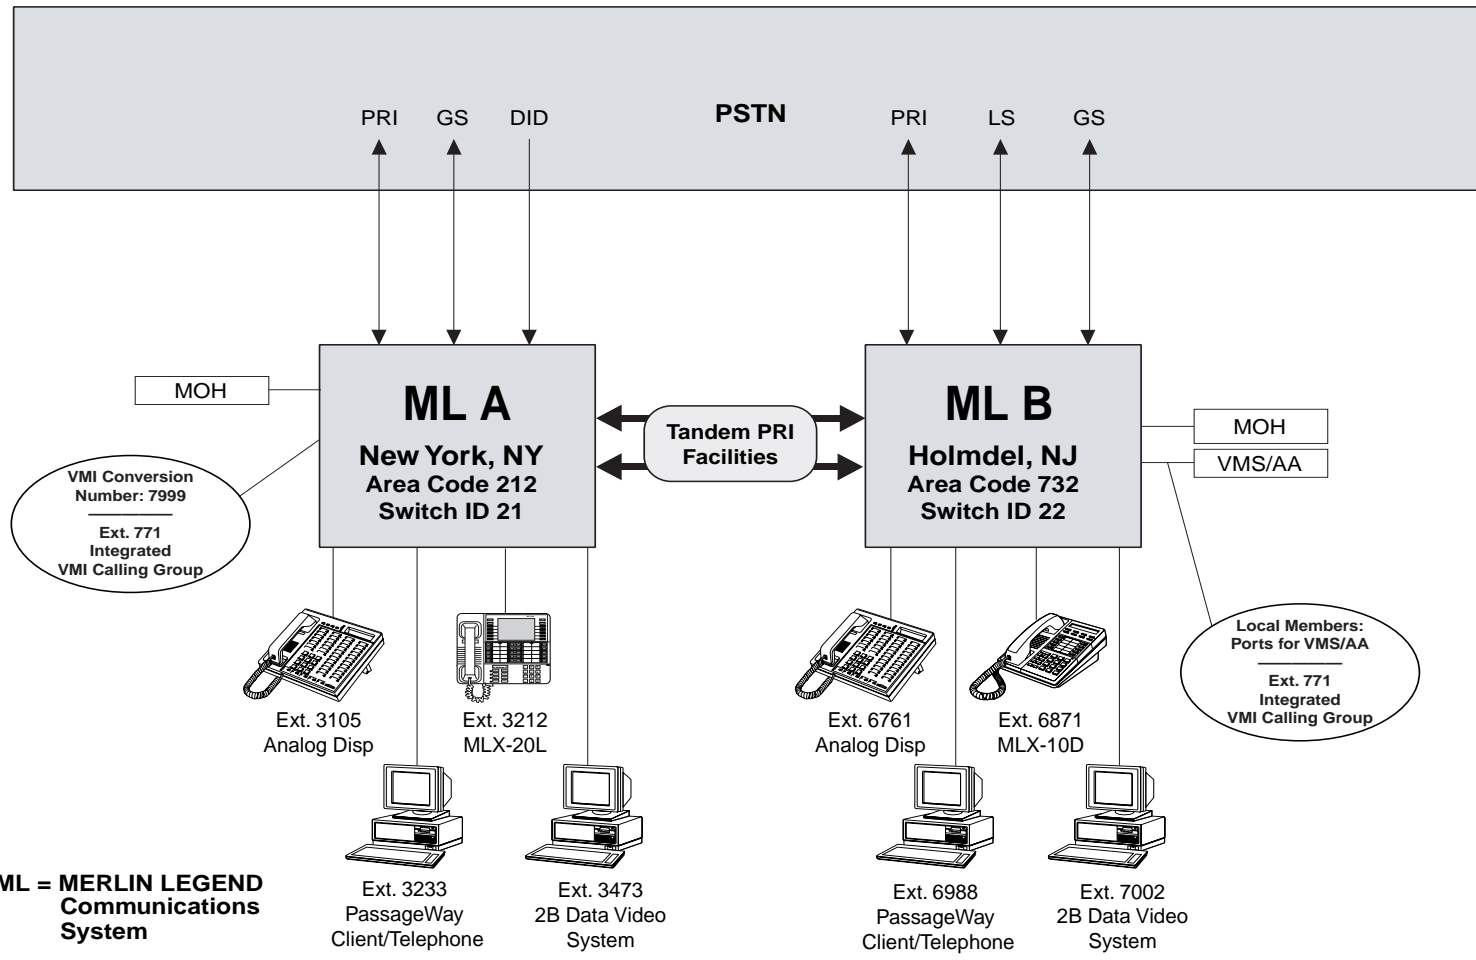 PSTN
PRI GS DID
PRI LS GS
MOH
ML A
New York, NY
Area Code 212
Switch ID 21
Tandem PRI
Facilities
ML B
Holmdel, NJ
Area Code 732
Switch ID 22
MOH
VMS/AA
VMI Conversion
Number: 7999
Ext. 771
Integrated
VMI Calling Group
Local Members:
Ports for VMS/AA
Ext. 771
Integrated
VMI Calling Group
Ext. 3105
Analog Disp
Ext. 3212
MLX-20L
Ext. 6761
Analog Disp
Ext. 6871
MLX-10D
Ext. 3233
PassageWay
Client/Telephone
Ext. 3473
2B Data Video
System
Ext. 6988
PassageWay
Client/Telephone
Ext. 7002
2B Data Video
System
ML = MERLIN LEGEND
Communications
System